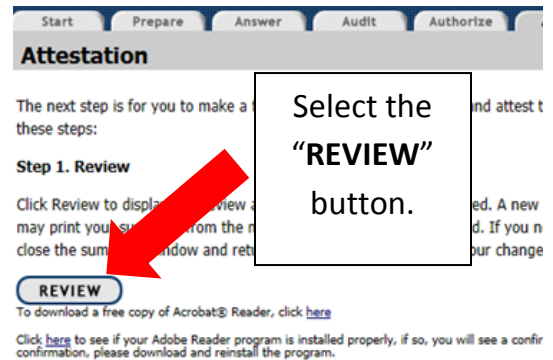 Start Prepare Answer Audit Authorize
Attestation
The next step is for you to make a and attest t
these steps:
Select the
“REVIEW”
button.
Step 1. Review
Click Review to display view a ed. A new
may print your from the d. If you n
close the sum window and ret ur change
REVIEW
To download a free copy of Acrobat® Reader, click here
Click here to see if your Adobe Reader program is installed properly, if so, you will see a confir
confirmation, please download and reinstall the program.